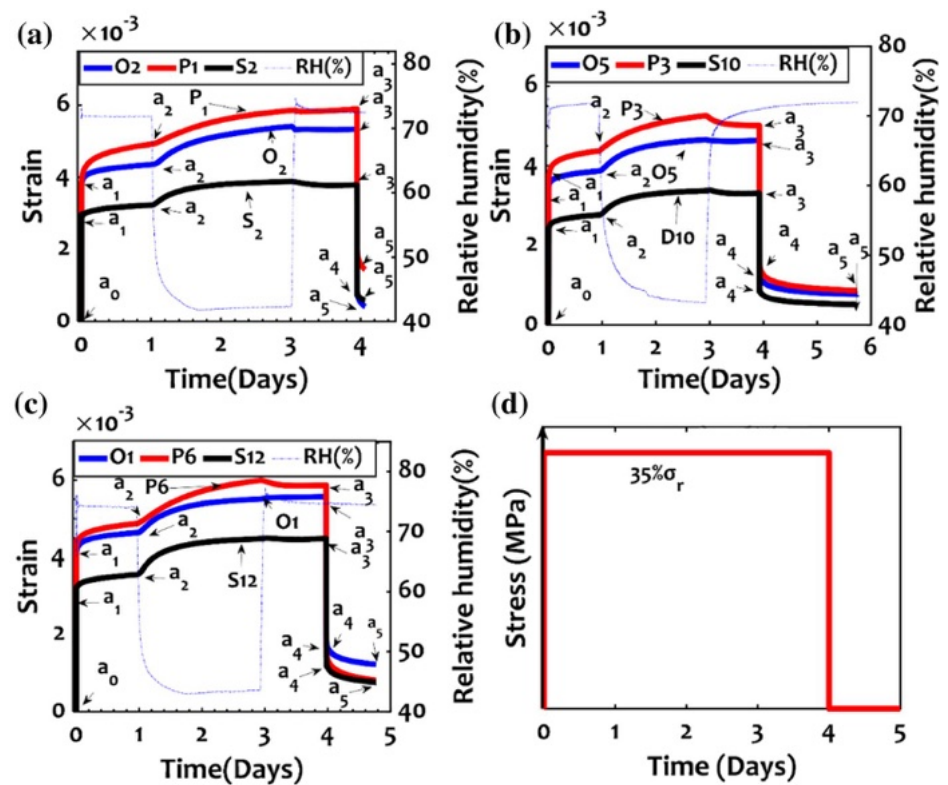 (a) ×10⁻³
O2 P1 S2 RH(%)
6
4
2
0
Strain
80
70
60
50
40
Relative humidity(%)
P₁
a₂
a₃
O₂
a₃
a₁
a₂
a₃
S₂
a₁
a₂
a₄
a₅
a₅
a₅
a₀
0 1 2 3 4 5
Time(Days)
(b) ×10⁻³
O5 P3 S10 RH(%)
6
4
2
0
Strain
80
70
60
50
40
Relative humidity(%)
a₂
P3
a₃
a₃
a₁
a₂ O5
a₃
a₁
a₂
D10
a₄
a₄
a₄
a₅
a₅
a₀
0 1 2 3 4 5 6
Time(Days)
(c) ×10⁻³
O1 P6 S12 RH(%)
6
4
2
0
Strain
80
70
60
50
40
Relative humidity(%)
a₂
P6
a₃
a₂
O1
a₁
a₃
a₃
S12
a₁
a₂
a₄
a₄
a₅
a₄
a₅
a₀
0 1 2 3 4 5
Time(Days)
(d)
35%σᵣ
Stress (MPa)
0 1 2 3 4 5
Time (Days)